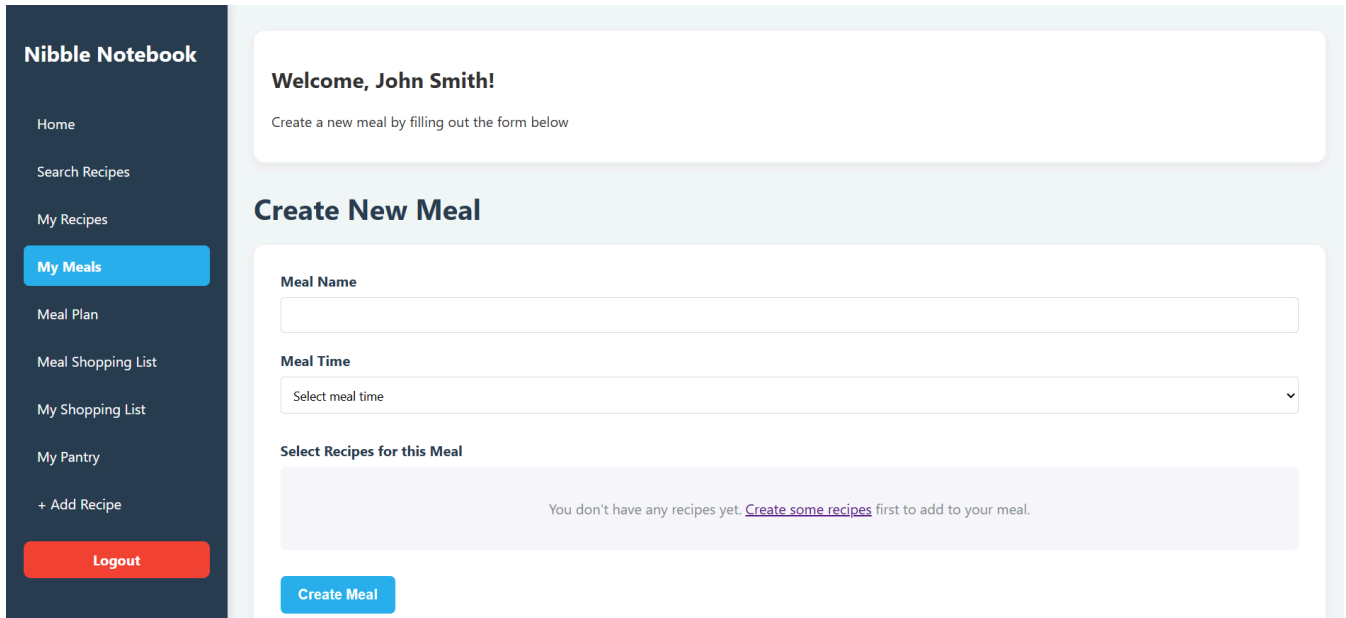 Nibble Notebook
Home
Search Recipes
My Recipes
My Meals
Meal Plan
Meal Shopping List
My Shopping List
My Pantry
+ Add Recipe
Logout
Welcome, John Smith!
Create a new meal by filling out the form below
Create New Meal
Meal Name
Meal Time
Select meal time
Select Recipes for this Meal
You don't have any recipes yet. Create some recipes first to add to your meal.
Create Meal